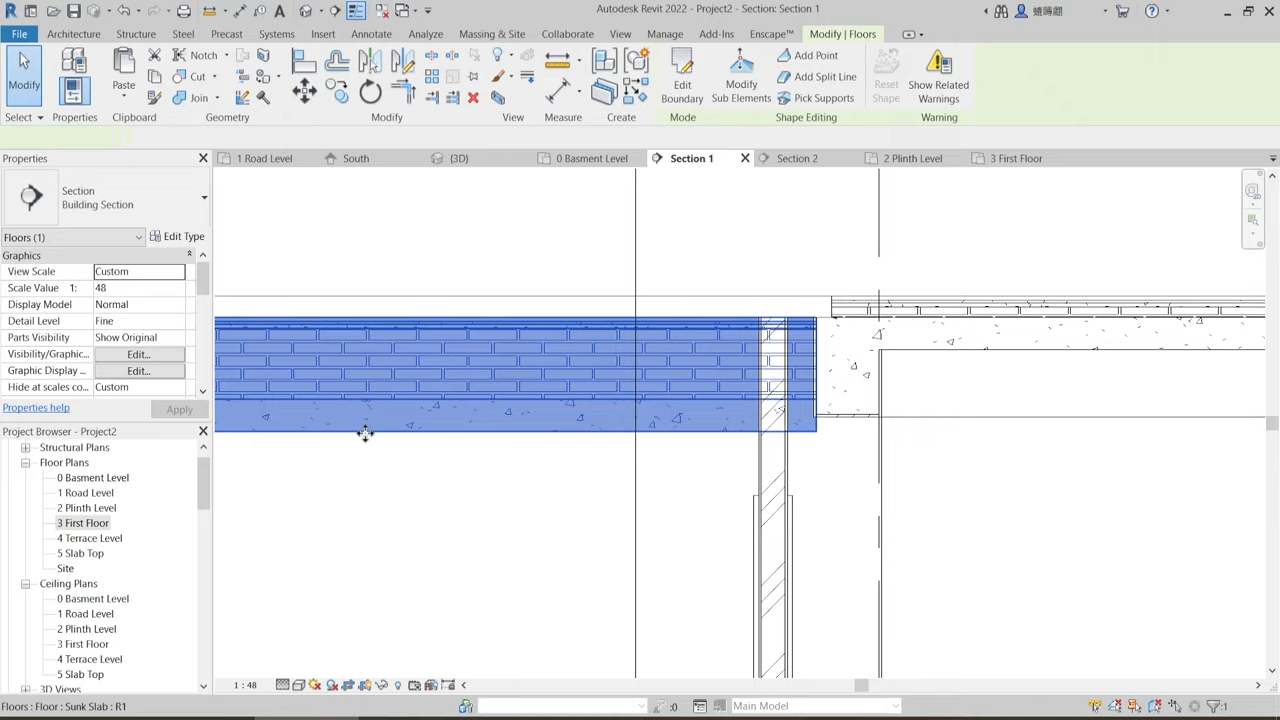 Autodesk Revit 2022 - Project2 - Section: Section 1
File Architecture Structure Steel Precast Systems Insert Annotate Analyze Massing & Site Collaborate View Manage Add-Ins Enscape™ Modify | Floors
Notch
Cut
Join
Modify
Properties
Paste
Edit
Boundary
Modify
Sub Elements
Add Point
Add Split Line
Pick Supports
Reset
Shape
Show Related
Warnings
Select Properties Clipboard Geometry Modify View Measure Create Mode Shape Editing Warning
Properties
1 Road Level South {3D} 0 Basment Level Section 1 Section 2 2 Plinth Level 3 First Floor
Section
Building Section
Floors (1) Edit Type
Graphics
View Scale Custom
Scale Value 1: 48
Display Model Normal
Detail Level Fine
Parts Visibility Show Original
Visibility/Graphic... Edit...
Graphic Display ... Edit...
Hide at scales co... Custom
Properties help Apply
Project Browser - Project2
Structural Plans
Floor Plans
0 Basment Level
1 Road Level
2 Plinth Level
3 First Floor
4 Terrace Level
5 Slab Top
Site
Ceiling Plans
0 Basment Level
1 Road Level
2 Plinth Level
3 First Floor
4 Terrace Level
5 Slab Top
3D Views
1 : 48
Floors : Floor : Sunk Slab : R1
:0 Main Model :1